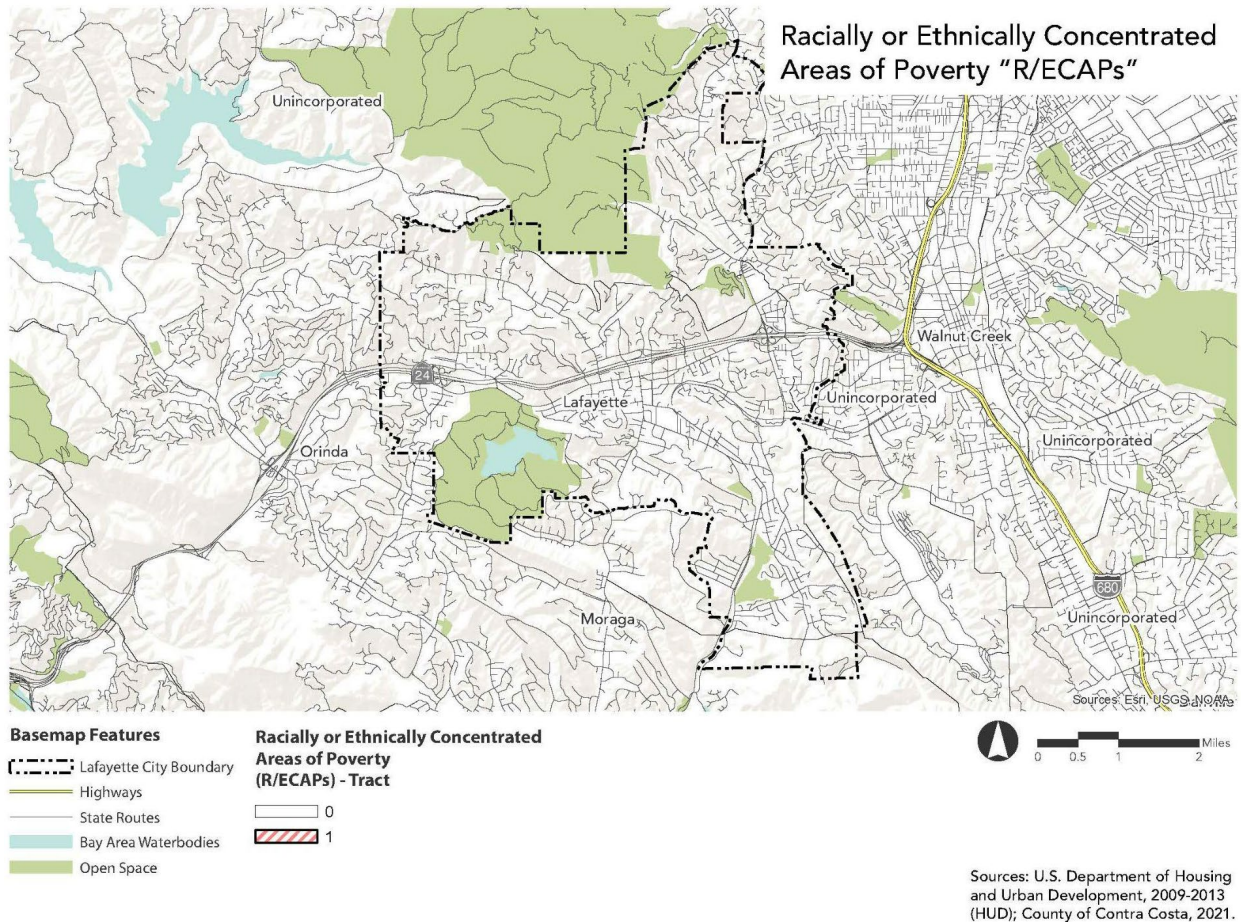 Racially or Ethnically Concentrated
Areas of Poverty “R/ECAPs”
Unincorporated
Walnut Creek
24
Lafayette
Unincorporated
Orinda
Unincorporated
680
Moraga
Unincorporated
Sources: Esri, USGS, NOAA
Basemap Features
Lafayette City Boundary
Highways
State Routes
Bay Area Waterbodies
Open Space
Racially or Ethnically Concentrated
Areas of Poverty
(R/ECAPs) - Tract
0
1
Miles
0 0.5 1 2
Sources: U.S. Department of Housing
and Urban Development, 2009-2013
(HUD); County of Contra Costa, 2021.